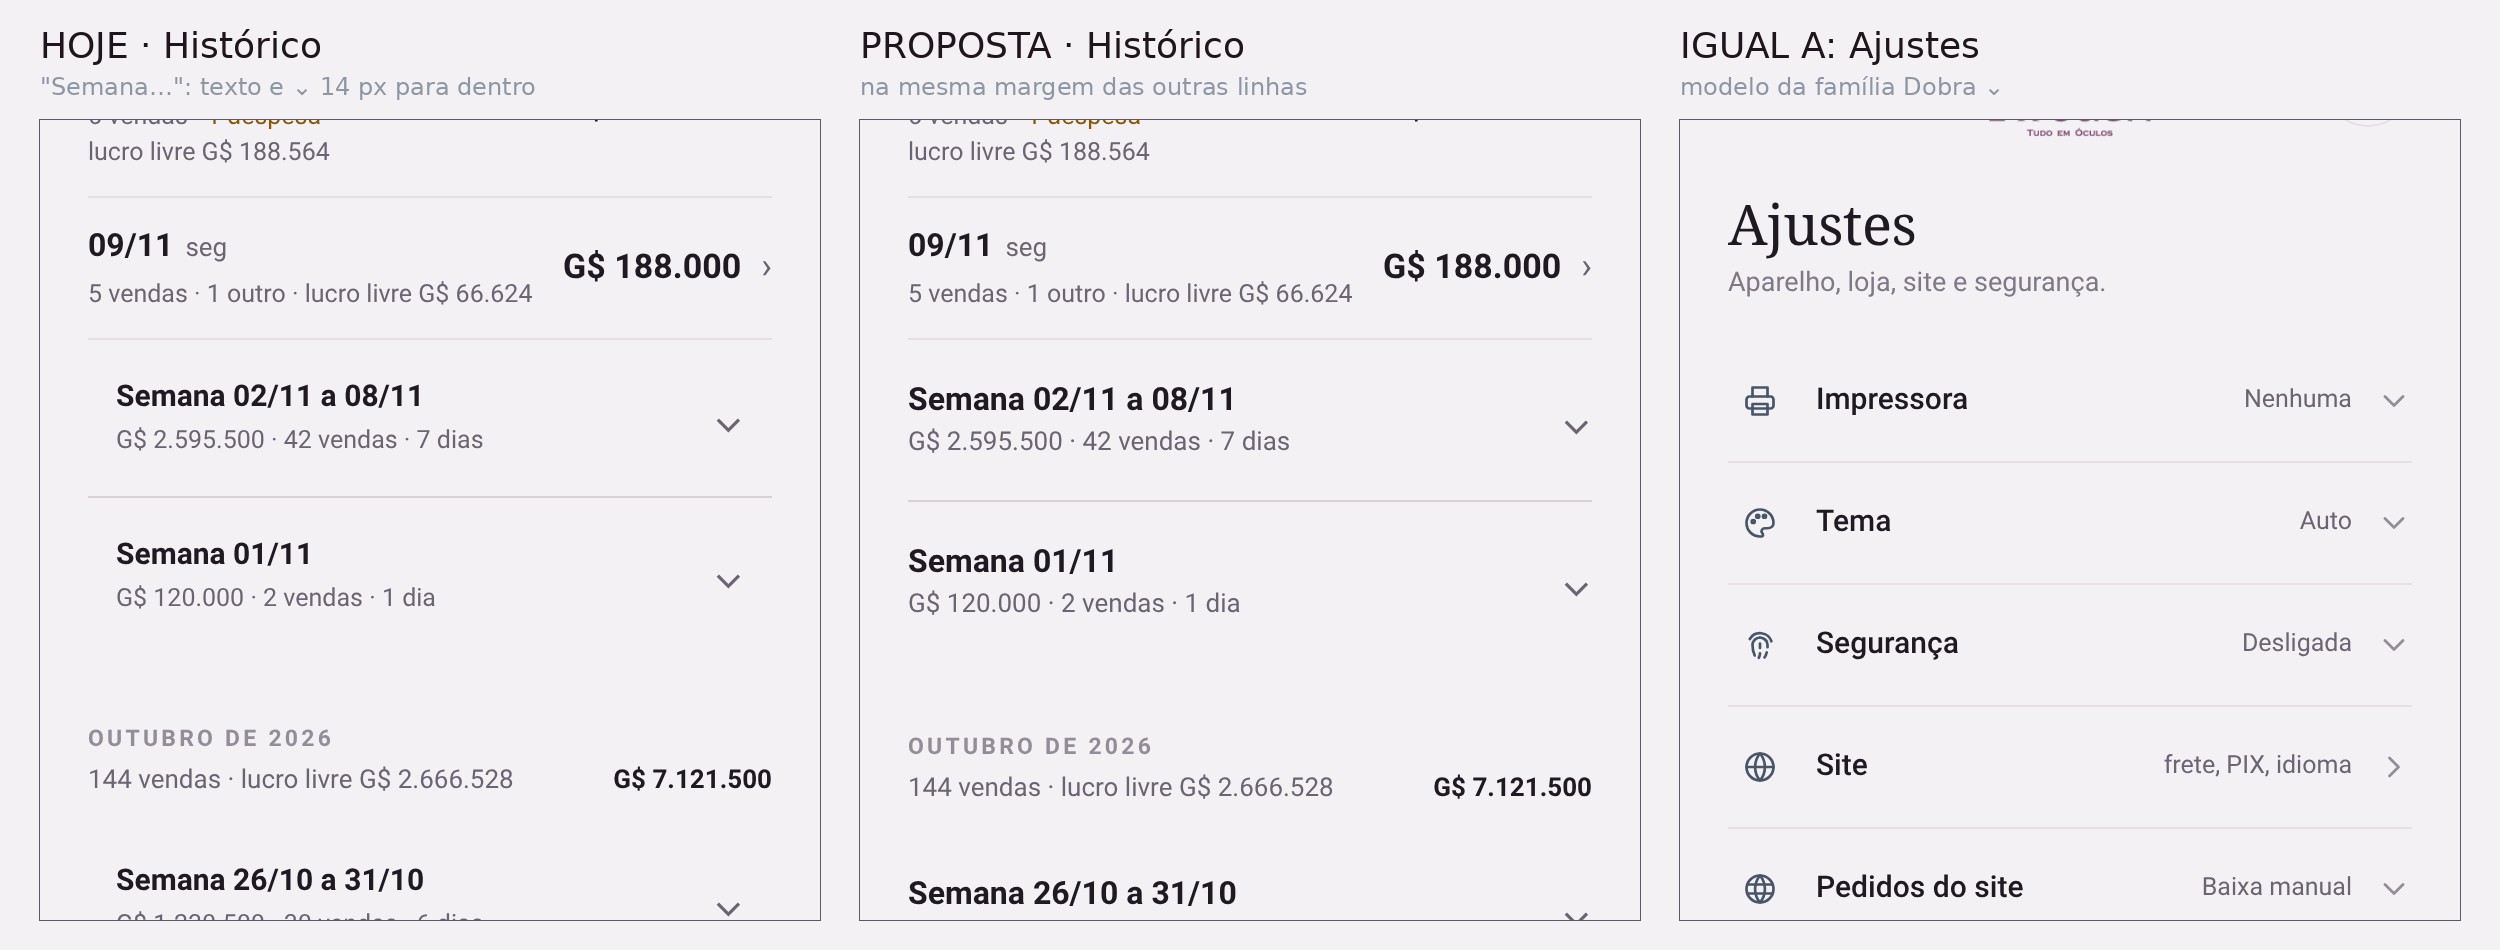 HOJE · Histórico
"Semana…": texto e ⌄ 14 px para dentro
lucro livre G$ 188.564
09/11 seg
G$ 188.000 ›
5 vendas · 1 outro · lucro livre G$ 66.624
Semana 02/11 a 08/11
G$ 2.595.500 · 42 vendas · 7 dias
Semana 01/11
G$ 120.000 · 2 vendas · 1 dia
OUTUBRO DE 2026
144 vendas · lucro livre G$ 2.666.528 G$ 7.121.500
Semana 26/10 a 31/10
PROPOSTA · Histórico
na mesma margem das outras linhas
lucro livre G$ 188.564
09/11 seg
G$ 188.000 ›
5 vendas · 1 outro · lucro livre G$ 66.624
Semana 02/11 a 08/11
G$ 2.595.500 · 42 vendas · 7 dias
Semana 01/11
G$ 120.000 · 2 vendas · 1 dia
OUTUBRO DE 2026
144 vendas · lucro livre G$ 2.666.528 G$ 7.121.500
Semana 26/10 a 31/10
IGUAL A: Ajustes
modelo da família Dobra ⌄
Tudo em Óculos
Ajustes
Aparelho, loja, site e segurança.
Impressora Nenhuma
Tema Auto
Segurança Desligada
Site frete, PIX, idioma
Pedidos do site Baixa manual